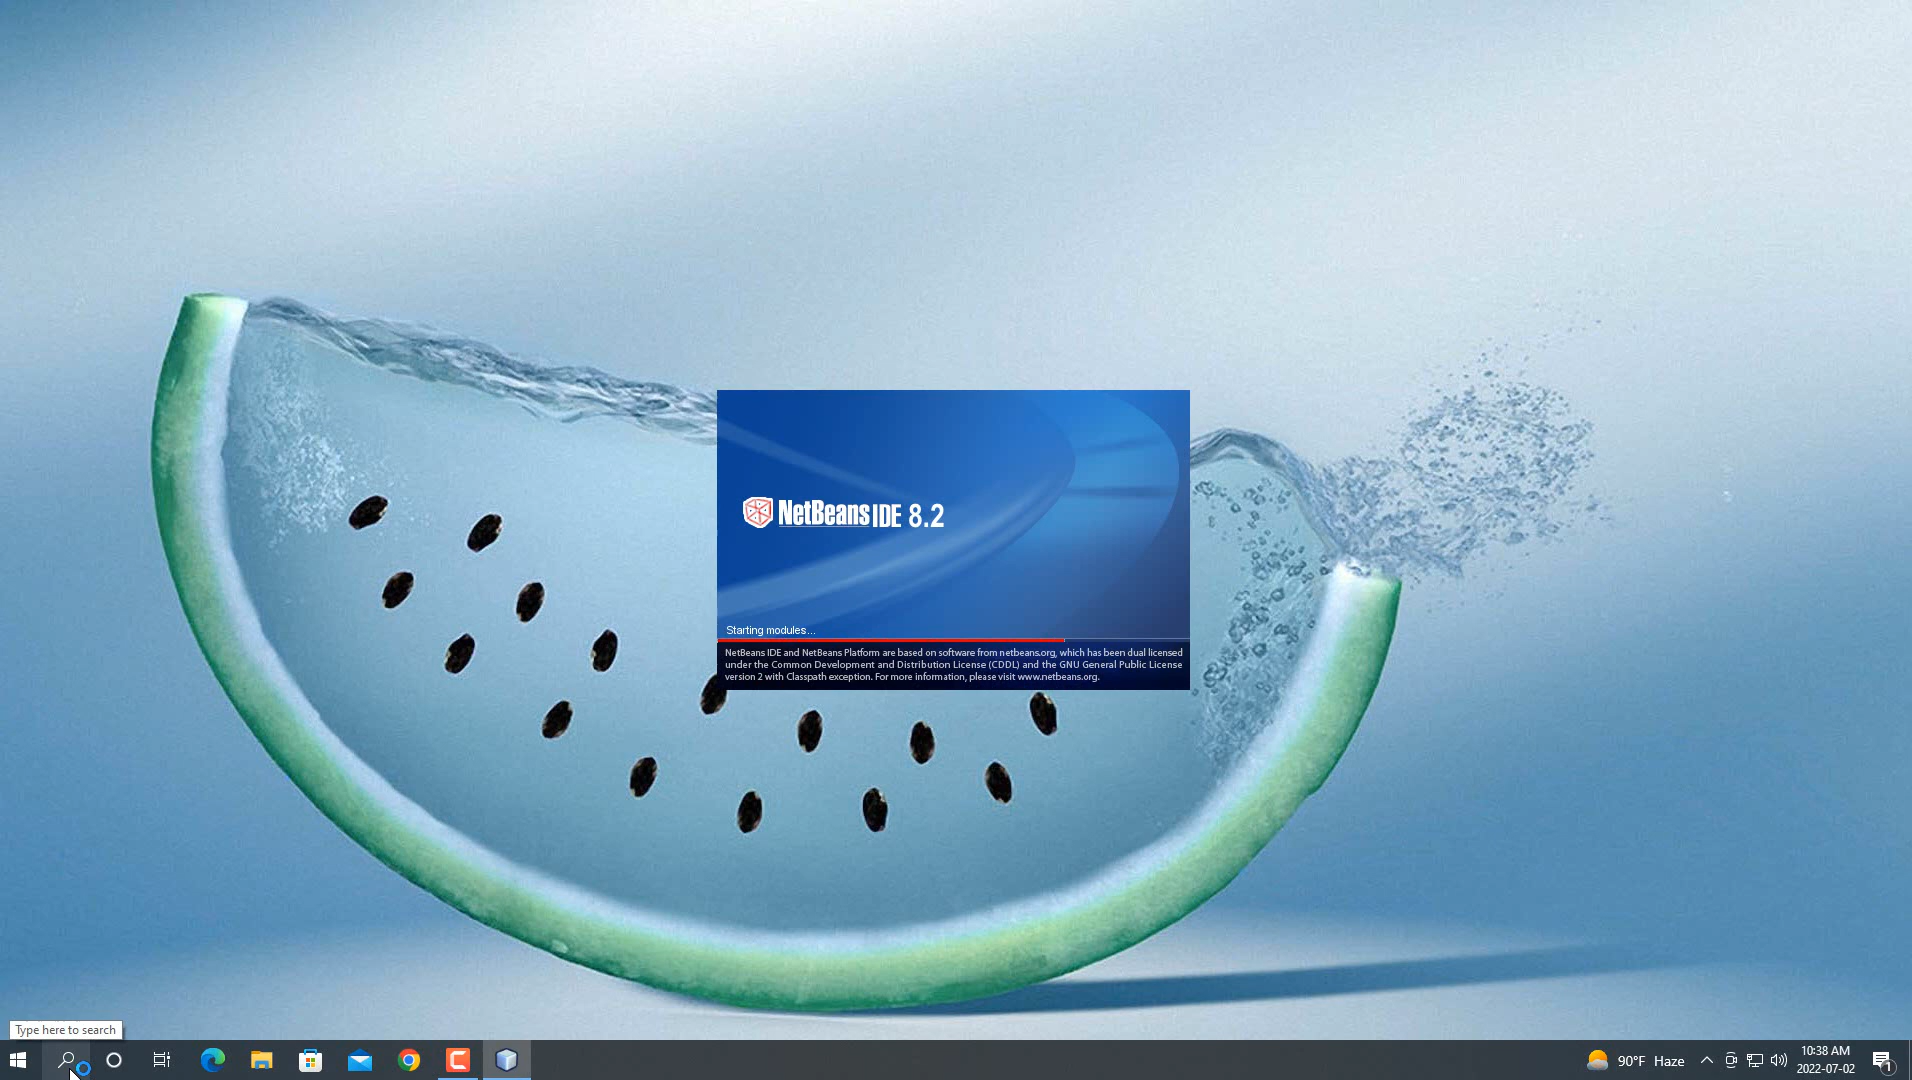 NetBeans IDE 8.2
Starting modules...
NetBeans IDE and NetBeans Platform are based on software from netbeans.org, which has been dual licensed
under the Common Development and Distribution License (CDDL) and the GNU General Public License
version 2 with Classpath exception. For more information, please visit www.netbeans.org.
Type here to search
90°F Haze
10:38 AM
2022-07-02
1